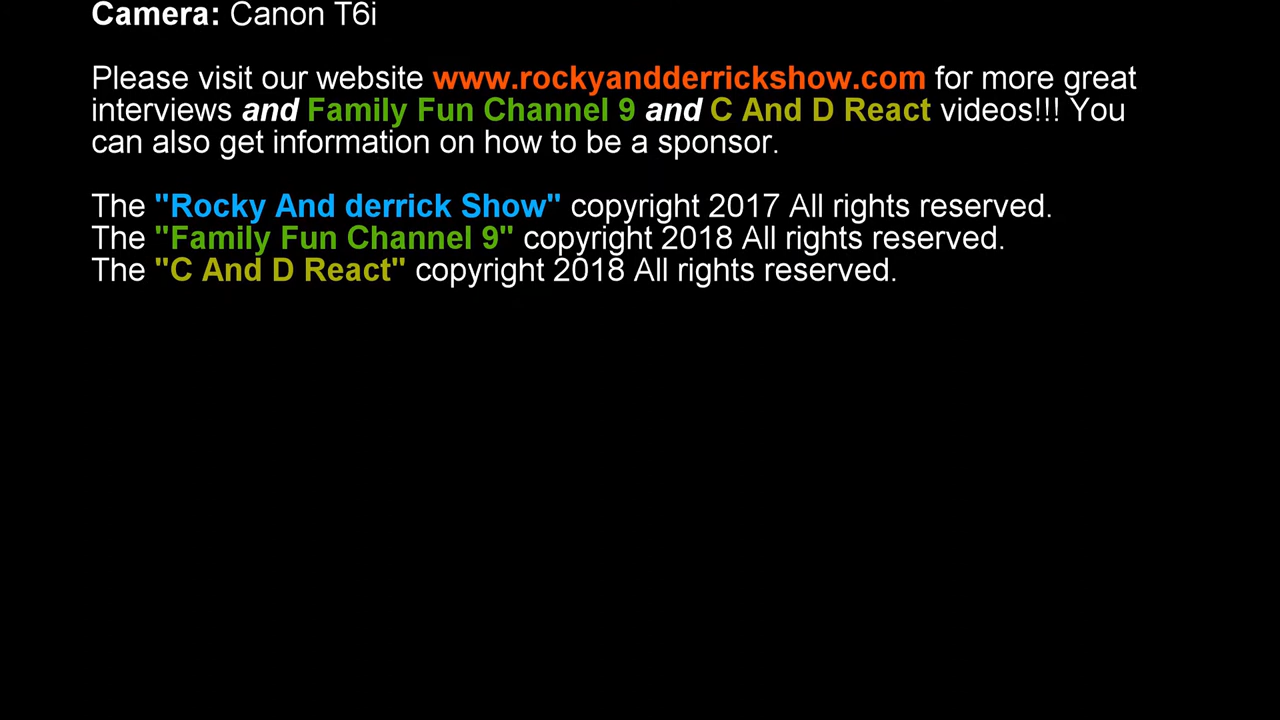 Camera: Canon T6i
Please visit our website www.rockyandderrickshow.com for more great
interviews and Family Fun Channel 9 and C And D React videos!!! You
can also get information on how to be a sponsor.
The "Rocky And derrick Show" copyright 2017 All rights reserved.
The "Family Fun Channel 9" copyright 2018 All rights reserved.
The "C And D React" copyright 2018 All rights reserved.